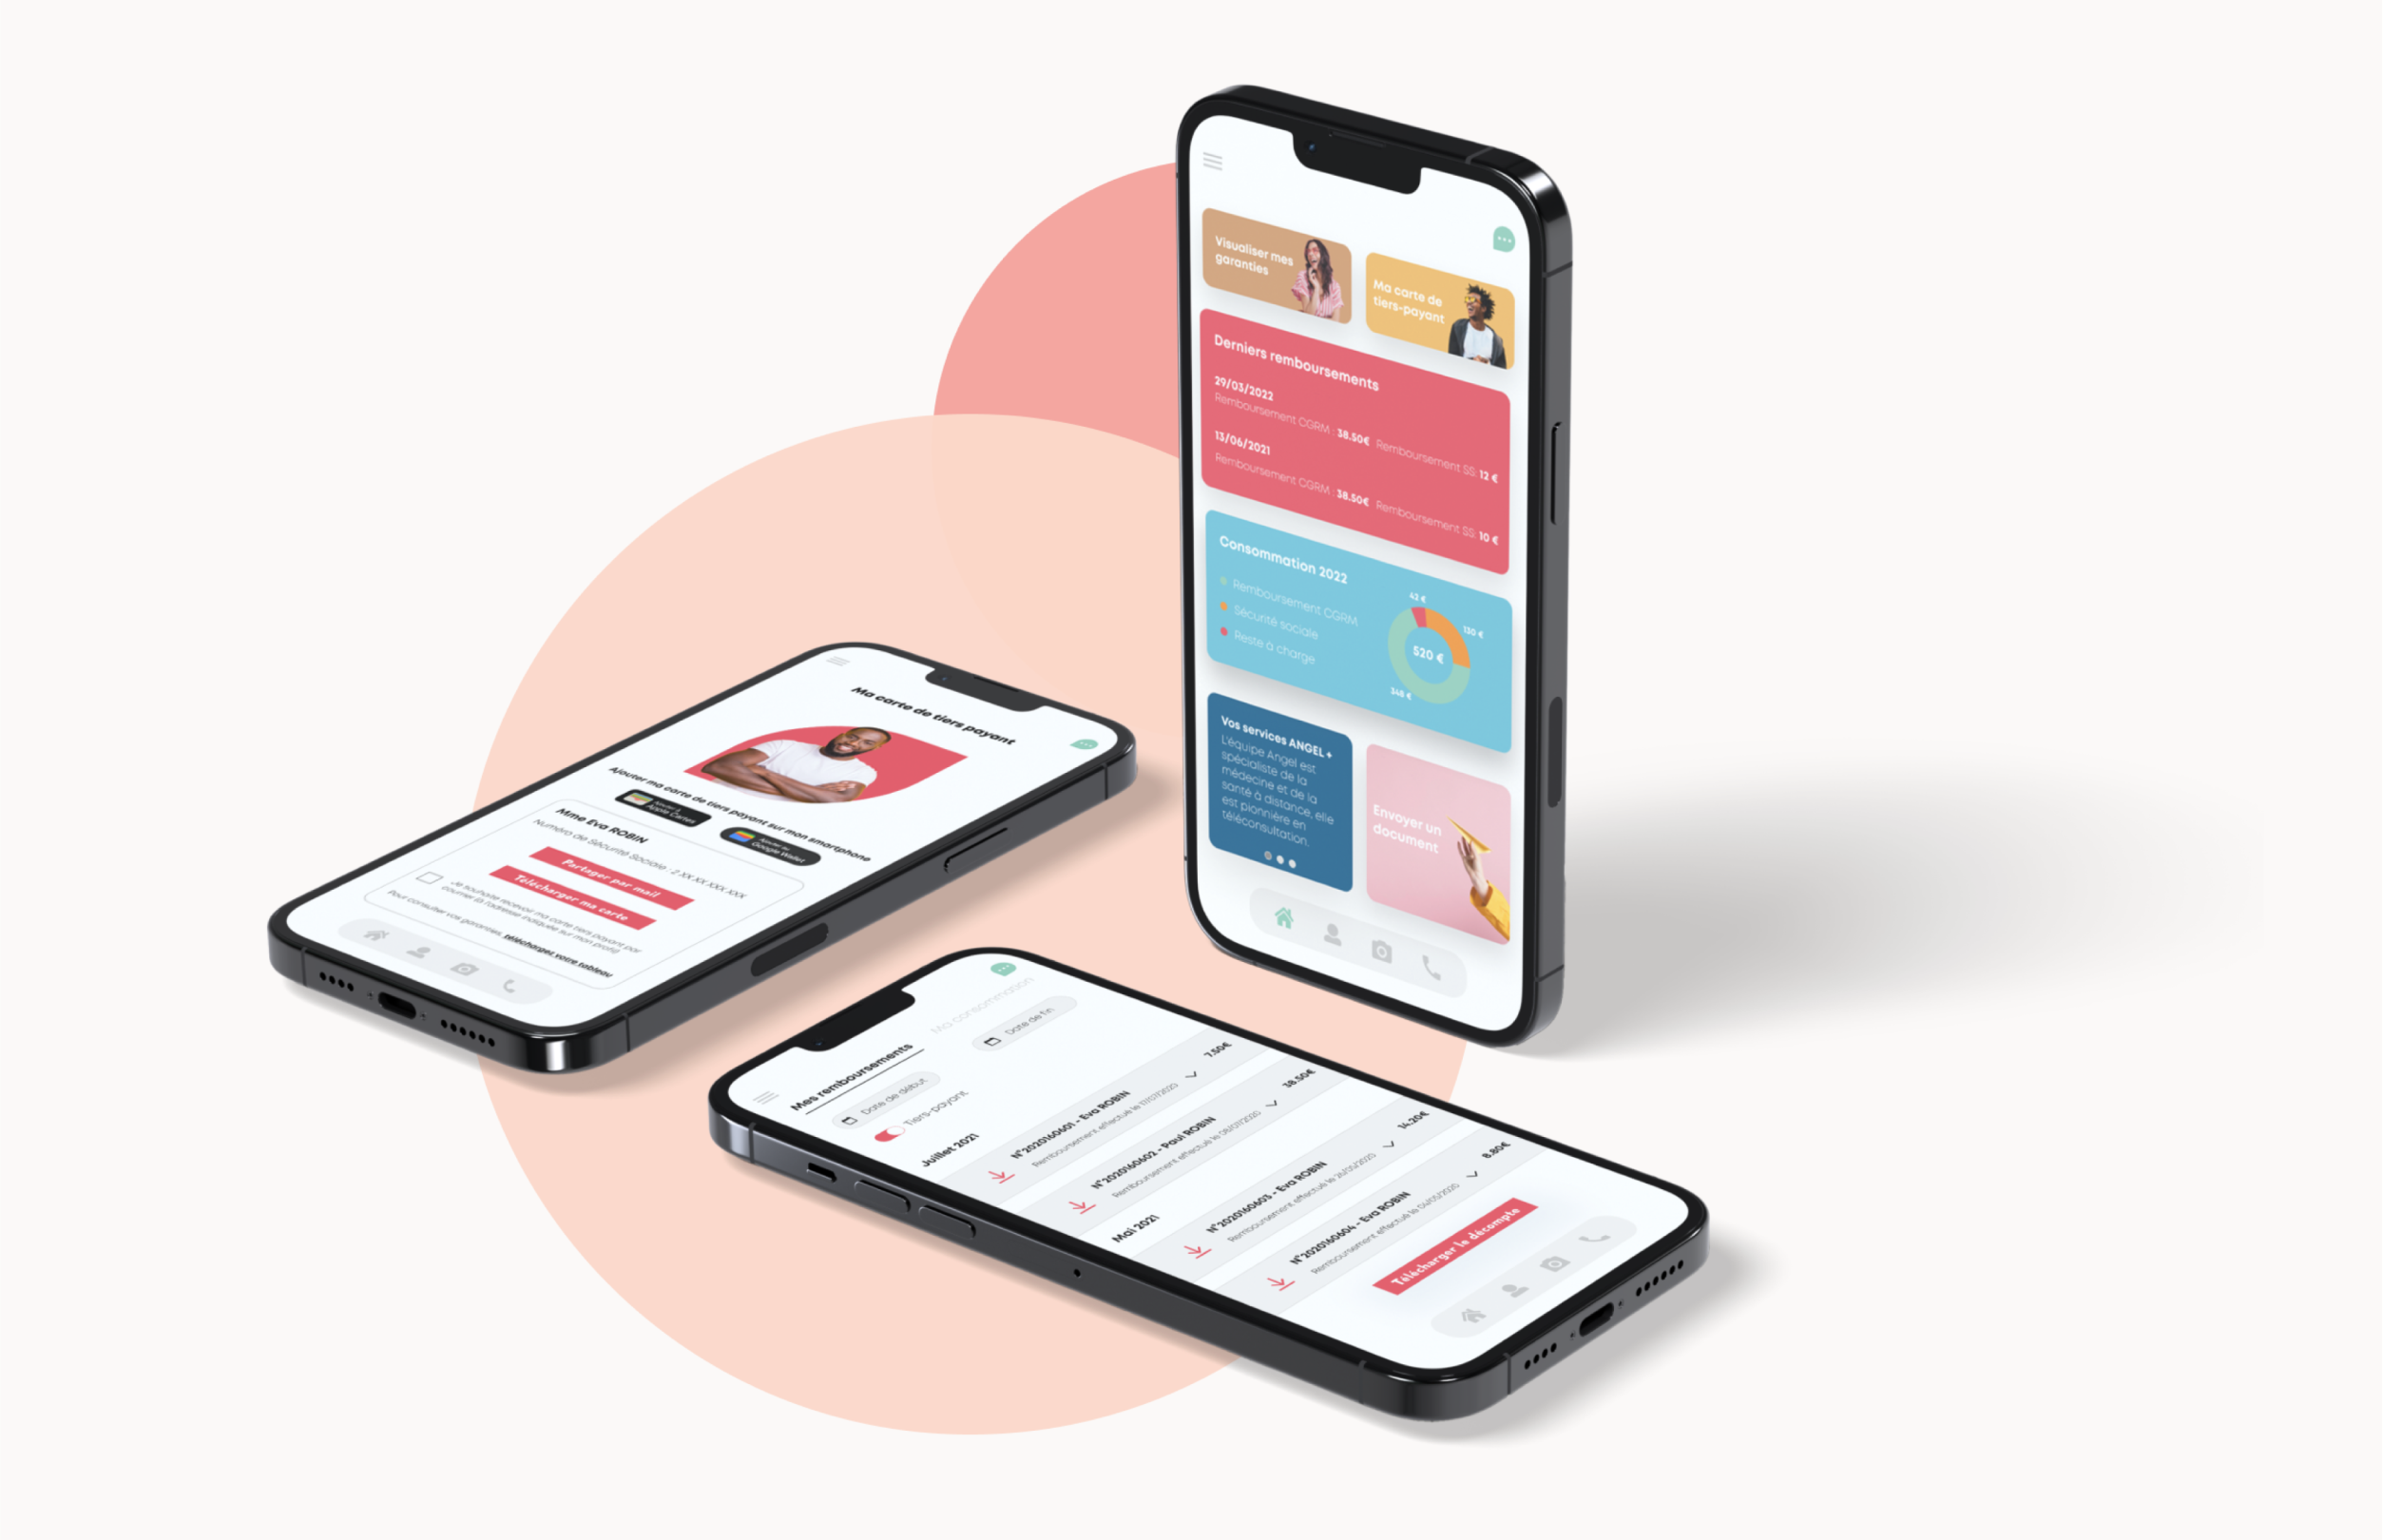 Visualiser mes
garanties
Ma carte de
tiers-payant
Derniers remboursements
29/03/2022
Remboursement CGRM : 38.50€ Remboursement SS: 12 €
13/06/2021
Remboursement CGRM : 38.50€ Remboursement SS: 10 €
Consommation 2022
Remboursement CGRM
Sécurité sociale
Reste à charge
42 €
130 €
520 €
348 €
Vos services ANGEL +
L'équipe Angel est
spécialiste de la
médecine et de la
santé à distance, elle
est pionnière en
téléconsultation.
Envoyer un
document
Ma carte de tiers payant
Ajouter ma carte de tiers payant sur mon smartphone
Ajouter à
Apple Cartes
Ajouter au
Google Wallet
Mme Eva ROBIN
Numéro de Sécurité Sociale : 2 XX XX XXX XXX
Partager par mail
Télécharger ma carte
Je souhaite recevoir ma carte tiers payant par
courrier (à l'adresse indiquée sur mon profil)
Pour consulter vos garanties, téléchargez votre tableau
Mes remboursements
Ma consommation
Date de début
Date de fin
Tiers-payant
Juillet 2021
N°2020160601 - Eva ROBIN
7.50€
Remboursement effectué le 17/07/2020
N°2020160602 - Paul ROBIN
38.50€
Remboursement effectué le 08/07/2020
Mai 2021
N°2020160603 - Eva ROBIN
14.20€
Remboursement effectué le 26/05/2020
N°2020160604 - Eva ROBIN
8.80€
Remboursement effectué le 04/05/2020
Télécharger le décompte